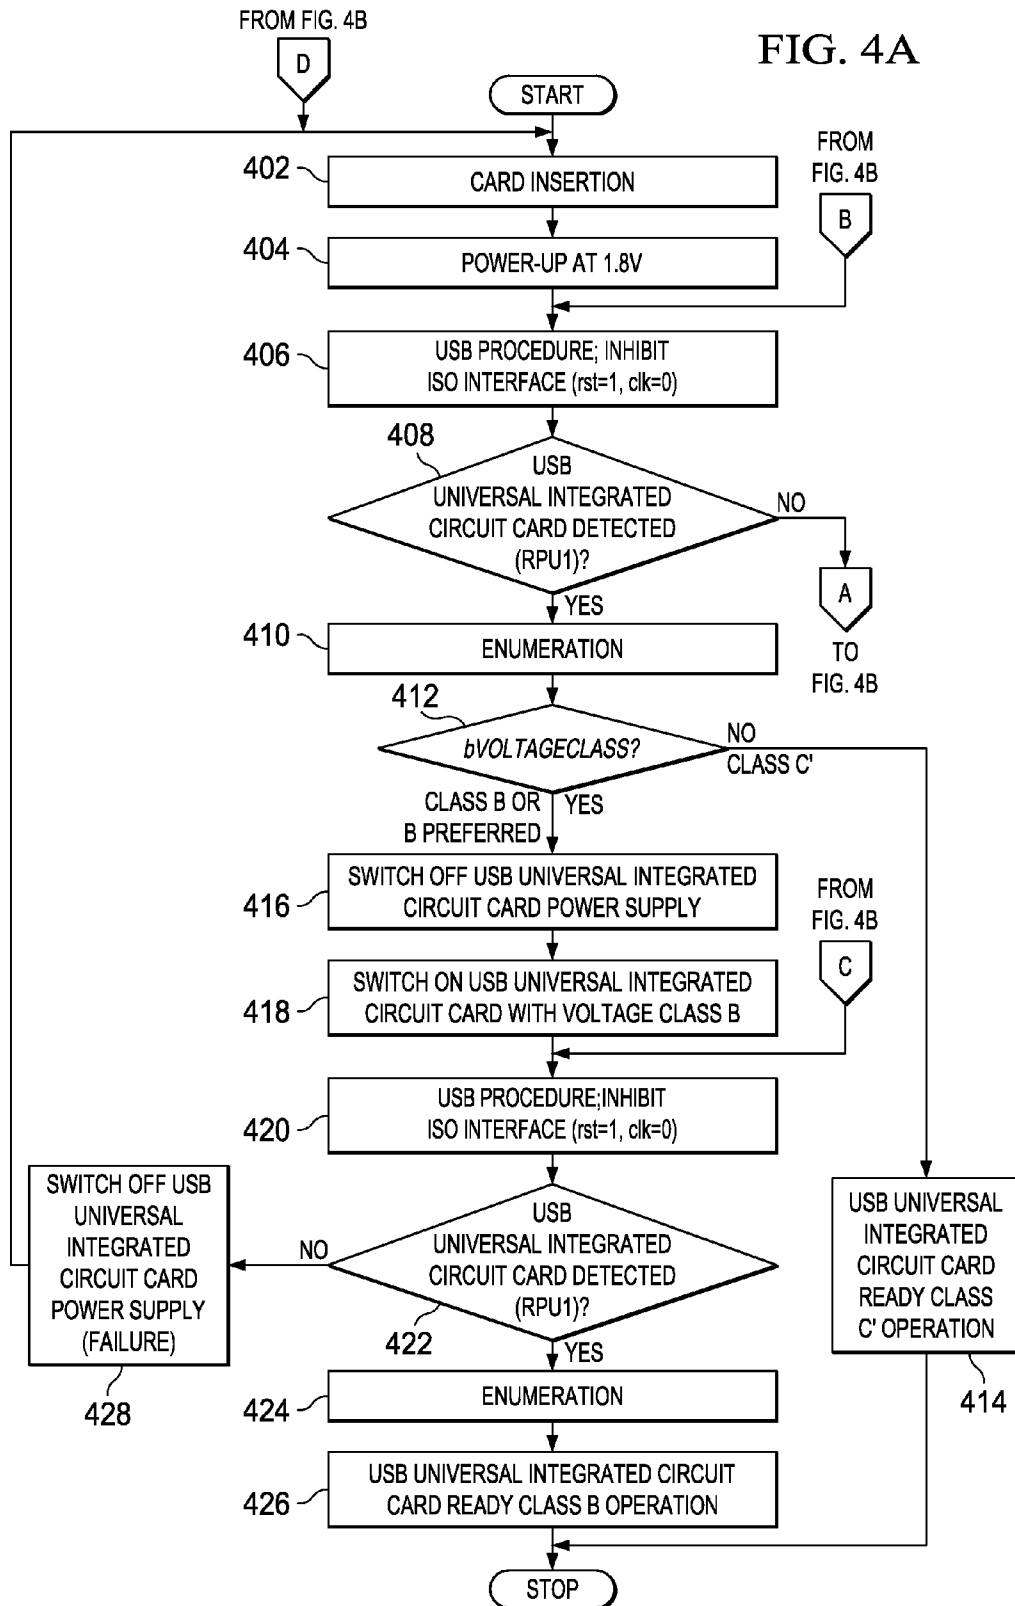 FROM FIG. 4B
FIG. 4A
D
START
402
CARD INSERTION
FROM
FIG. 4B
B
404
POWER-UP AT 1.8V
406
USB PROCEDURE; INHIBIT
ISO INTERFACE (rst=1, clk=0)
408
USB
UNIVERSAL INTEGRATED
CIRCUIT CARD DETECTED
(RPU1)?
NO
A
TO
FIG. 4B
YES
410
ENUMERATION
412
bVOLTAGECLASS?
NO
CLASS C'
CLASS B OR
B PREFERRED
YES
416
SWITCH OFF USB UNIVERSAL INTEGRATED
CIRCUIT CARD POWER SUPPLY
FROM
FIG. 4B
C
418
SWITCH ON USB UNIVERSAL INTEGRATED
CIRCUIT CARD WITH VOLTAGE CLASS B
420
USB PROCEDURE;INHIBIT
ISO INTERFACE (rst=1, clk=0)
SWITCH OFF USB
UNIVERSAL
INTEGRATED
CIRCUIT CARD
POWER SUPPLY
(FAILURE)
428
NO
USB
UNIVERSAL INTEGRATED
CIRCUIT CARD DETECTED
(RPU1)?
422
YES
USB UNIVERSAL
INTEGRATED
CIRCUIT CARD
READY CLASS
C' OPERATION
414
424
ENUMERATION
426
USB UNIVERSAL INTEGRATED CIRCUIT
CARD READY CLASS B OPERATION
STOP